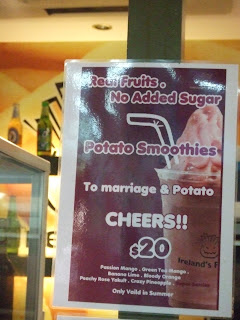 Real Fruits .
No Added Sugar
Potato Smoothies
To marriage & Potato
CHEERS!!
$20
Ireland's
Passion Mango . Green Tea Mango .
Banana Lime . Bloody Orange
Peachy Rose Yakult . Crazy Pineapple .
Only Valid in Summer